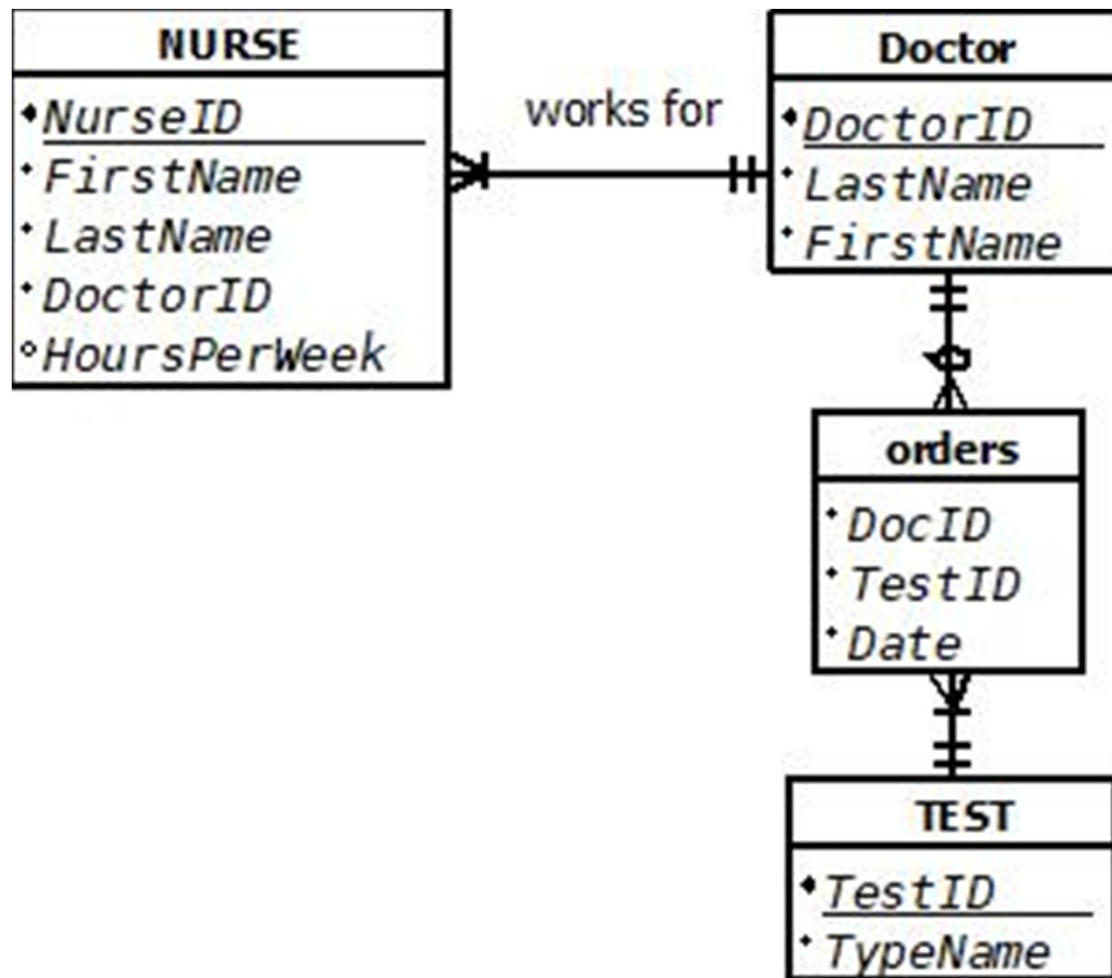 NURSE
NurseID
FirstName
LastName
DoctorID
HoursPerWeek
works for
Doctor
DoctorID
LastName
FirstName
orders
DocID
TestID
Date
TEST
TestID
TypeName